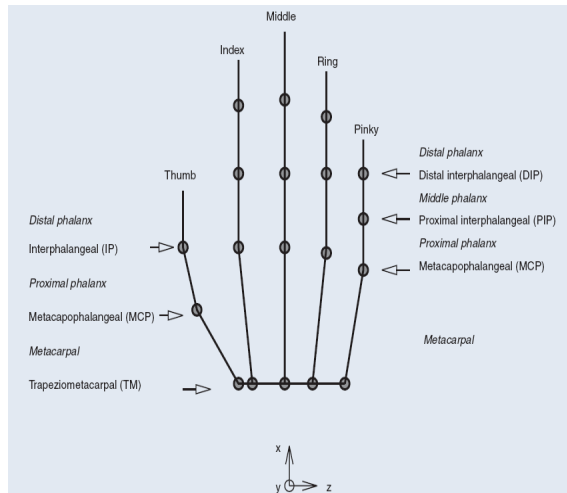 Middle
Index
Ring
Pinky
Thumb
Distal phalanx
Interphalangeal (IP)
Proximal phalanx
Metacapophalangeal (MCP)
Metacarpal
Trapeziometacarpal (TM)
Distal phalanx
Distal interphalangeal (DIP)
Middle phalanx
Proximal interphalangeal (PIP)
Proximal phalanx
Metacapophalangeal (MCP)
Metacarpal
x
y z